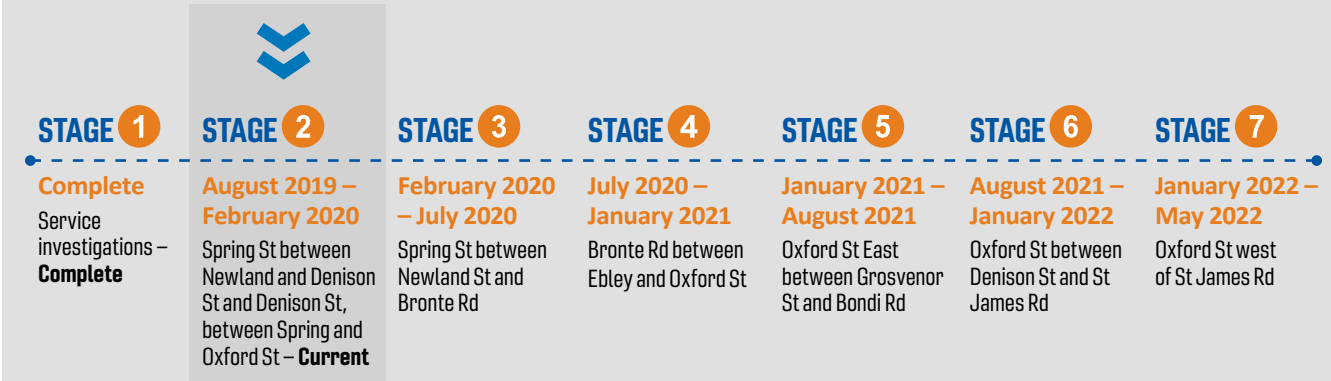 STAGE 1
Complete
Service
investigations –
Complete
STAGE 2
August 2019 –
February 2020
Spring St between
Newland and Denison
St and Denison St,
between Spring and
Oxford St – Current
STAGE 3
February 2020
– July 2020
Spring St between
Newland St and
Bronte Rd
STAGE 4
July 2020 –
January 2021
Bronte Rd between
Ebley and Oxford St
STAGE 5
January 2021 –
August 2021
Oxford St East
between Grosvenor
St and Bondi Rd
STAGE 6
August 2021 –
January 2022
Oxford St between
Denison St and St
James Rd
STAGE 7
January 2022 –
May 2022
Oxford St west
of St James Rd